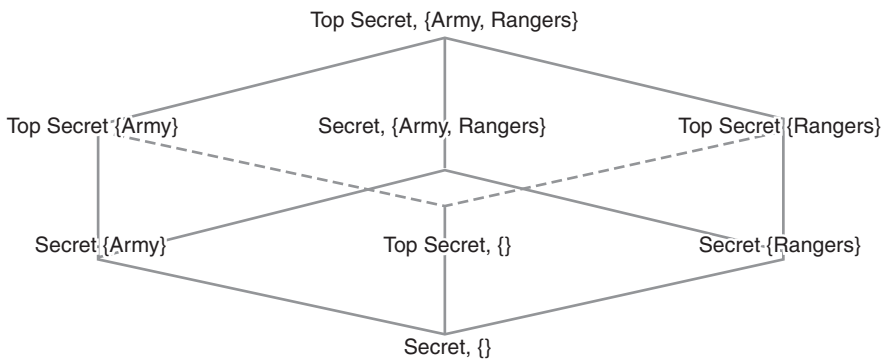 Top Secret, {Army, Rangers}
Top Secret {Army}
Secret, {Army, Rangers}
Top Secret {Rangers}
Secret {Army}
Top Secret, {}
Secret {Rangers}
Secret, {}